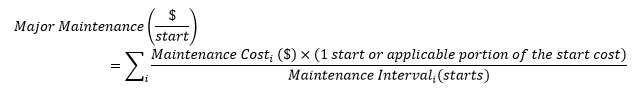 Major Maintenance ($/start)
= ∑i Maintenance Costi ($) × (1 start or applicable portion of the start cost) / Maintenance Intervali(starts)